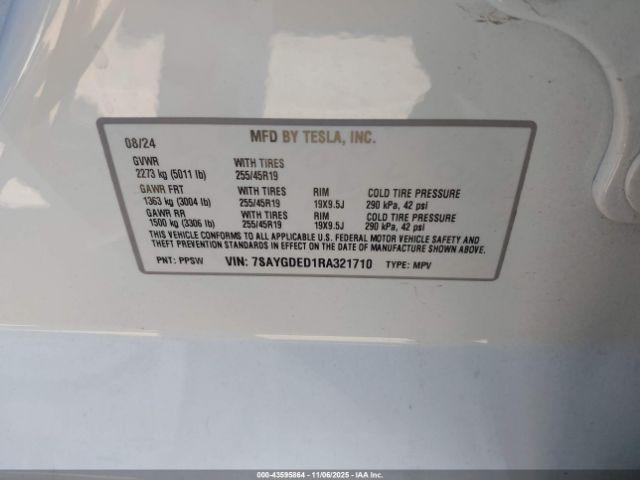 08/24 MFD BY TESLA, INC.
GVWR WITH TIRES
2273 kg (5011 lb) 255/45R19
GAWR FRT WITH TIRES RIM COLD TIRE PRESSURE
1363 kg (3004 lb) 255/45R19 19X9.5J 290 kPa, 42 psi
GAWR RR WITH TIRES RIM COLD TIRE PRESSURE
1500 kg (3306 lb) 255/45R19 19X9.5J 290 kPa, 42 psi
THIS VEHICLE CONFORMS TO ALL APPLICABLE U.S. FEDERAL MOTOR VEHICLE SAFETY AND
THEFT PREVENTION STANDARDS IN EFFECT ON THE DATE OF MANUFACTURE SHOWN ABOVE.
PNT: PPSW VIN: 7SAYGDED1RA321710 TYPE: MPV
000-43595864 - 11/06/2025 - IAA Inc.